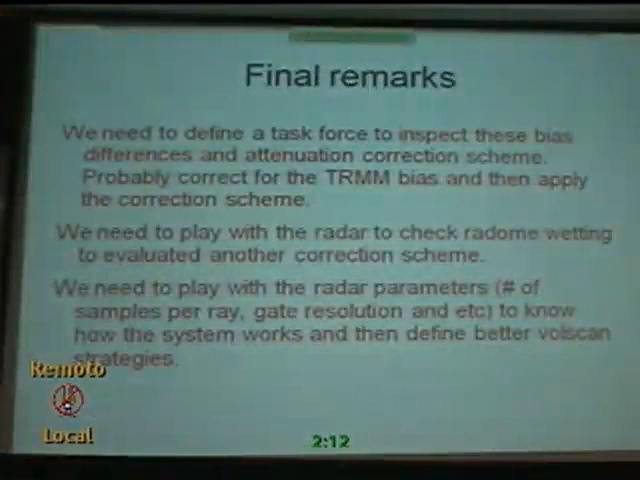 Final remarks
We need to define a task force to inspect these bias
differences and attenuation correction scheme.
Probably correct for the TRMM bias and then apply
the correction scheme.
We need to play with the radar to check radome wetting
to evaluated another correction scheme.
We need to play with the radar parameters (# of
samples per ray, gate resolution and etc) to know
how the system works and then define better volscan
strategies.
Remoto
Local
2:12